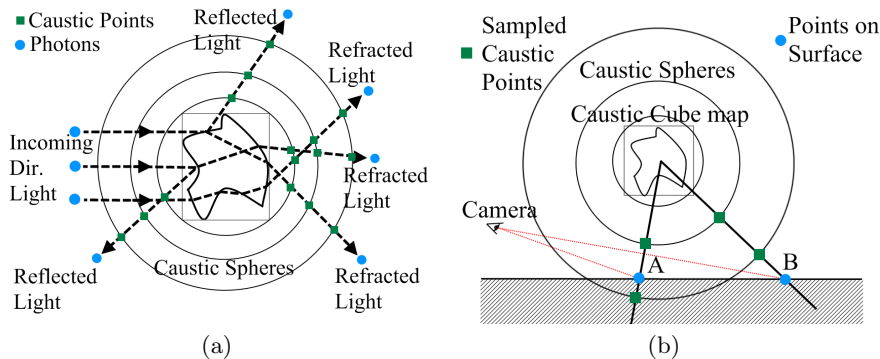 Caustic Points
Photons
Reflected
Light
Refracted
Light
Incoming
Dir.
Light
Refracted
Light
Reflected
Light
Caustic Spheres
Refracted
Light
(a)
Sampled
Caustic
Points
Points on
Surface
Caustic Spheres
Caustic Cube map
Camera
A
B
(b)